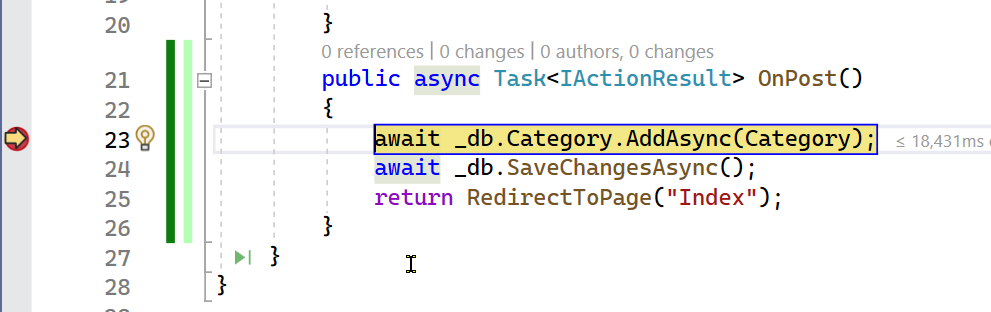 20 }
0 references | 0 changes | 0 authors, 0 changes
21 public async Task<IActionResult> OnPost()
22 {
23 await _db.Category.AddAsync(Category); ≤ 18,431ms
24 await _db.SaveChangesAsync();
25 return RedirectToPage("Index");
26 }
27 }
28 }